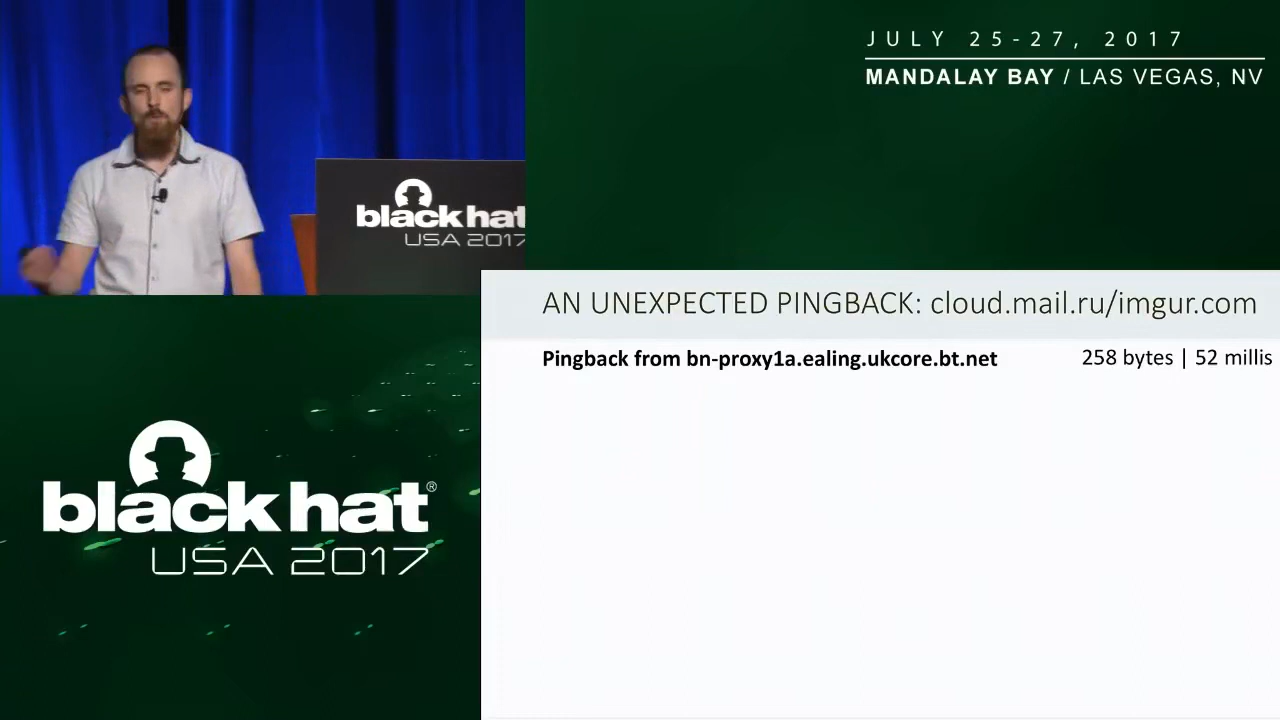 JULY 25-27, 2017
MANDALAY BAY / LAS VEGAS, NV
black hat
USA 2017
AN UNEXPECTED PINGBACK: cloud.mail.ru/imgur.com
Pingback from bn-proxy1a.ealing.ukcore.bt.net 258 bytes | 52 millis
black hat®
USA 2017